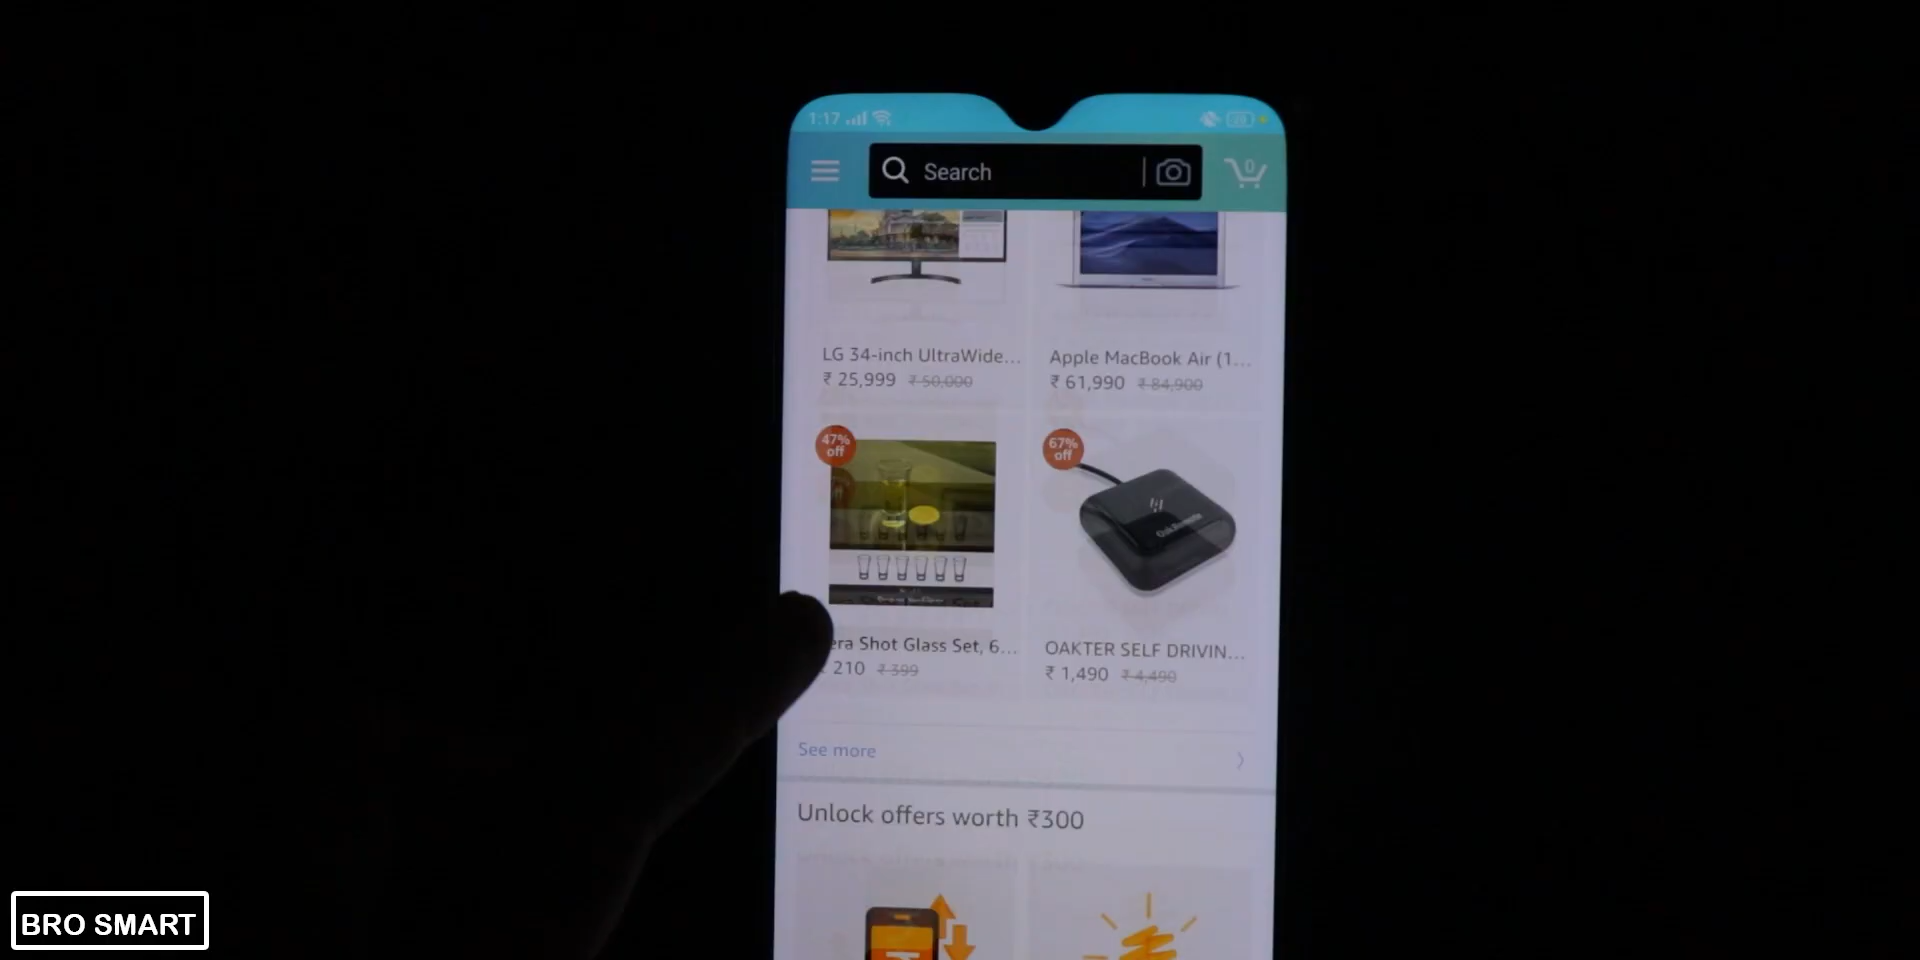 1:17
0
Search
LG 34-inch UltraWide... Apple MacBook Air (1...
₹ 25,999 ₹ 50,000 ₹ 61,990 ₹ 84,900
47% off 67% off
era Shot Glass Set, 6... OAKTER SELF DRIVIN...
210 ₹ 399 ₹ 1,490 ₹ 4,490
See more
Unlock offers worth ₹300
BRO SMART